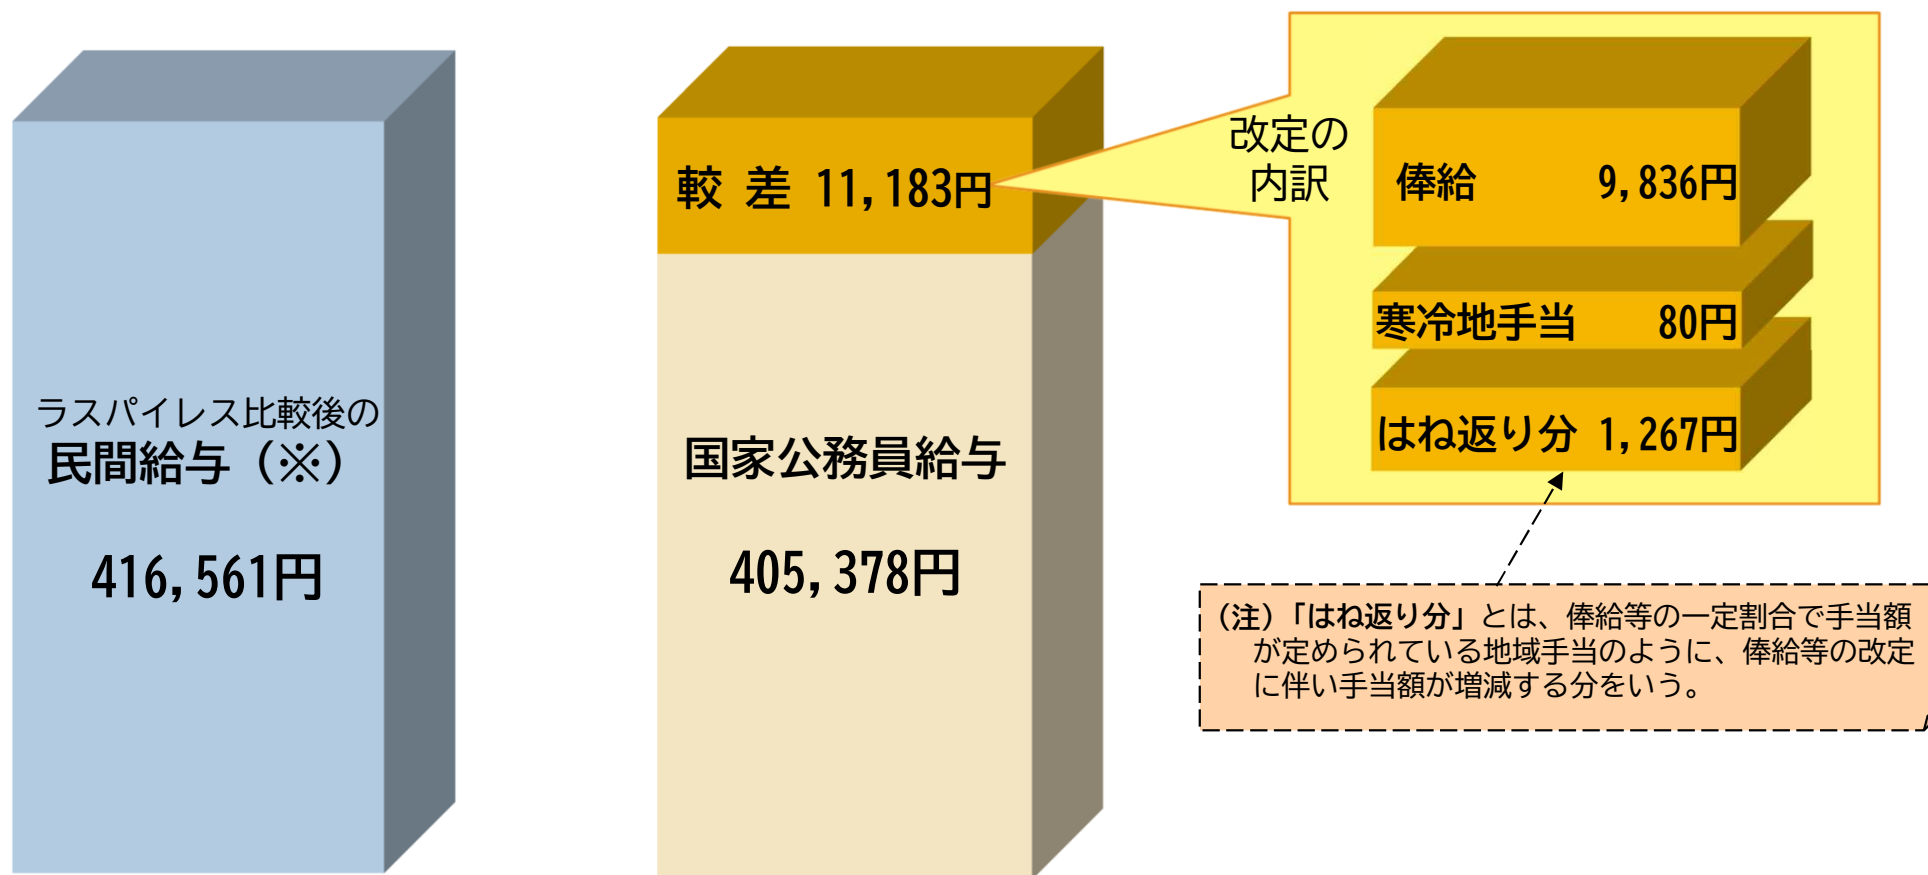 ラスパイレス比較後の
民間給与（※）
416,561円
較 差 11,183円
国家公務員給与
405,378円
改定の
内訳
俸給 9,836円
寒冷地手当 80円
はね返り分 1,267円
（注）「はね返り分」とは、俸給等の一定割合で手当額
が定められている地域手当のように、俸給等の改定
に伴い手当額が増減する分をいう。